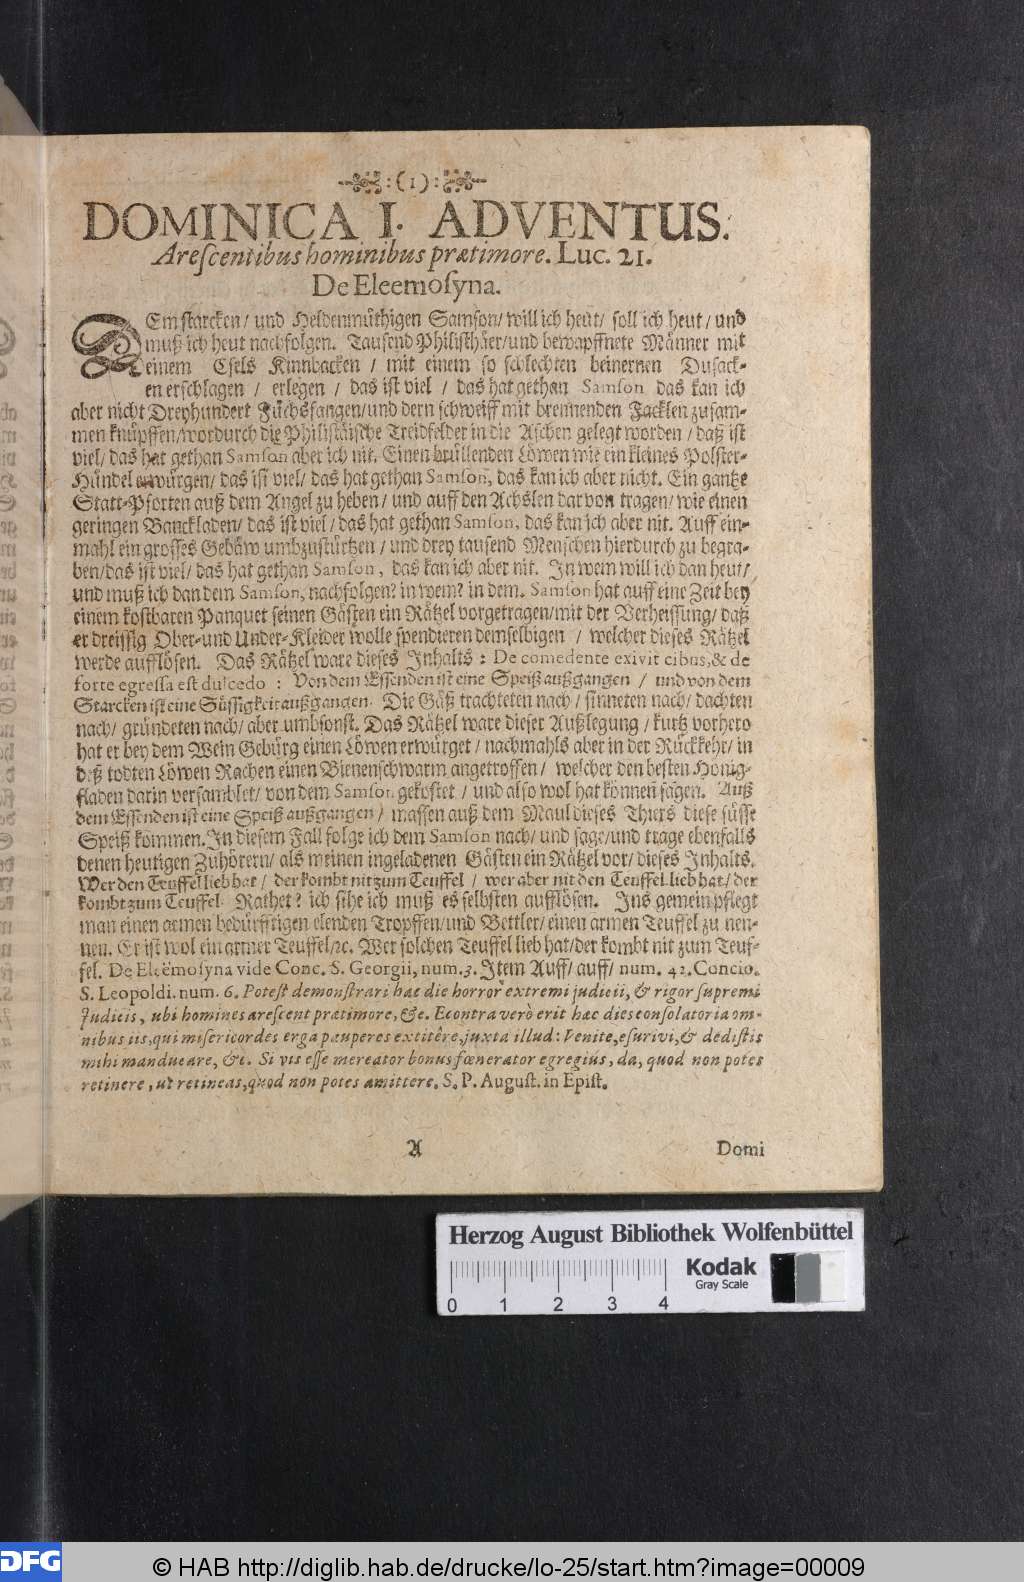 :(1):
DOMINICA I. ADVENTUS.
Arescentibus hominibus prætimore. Luc. 21.
De Eleemosyna.
DEm starcken/ und Heldenmüthigen Samson/ will ich heut/ soll ich heut/ und
muß ich heut nachfolgen. Tausend Philisthäer/und bewapffnete Männer mit
einem Esels Kinnbacken / mit einem so schlechten beinernen Dusack-
en erschlagen / erlegen / das ist viel / das hat gethan Samson das kan ich
aber nicht Dreyhundert Füchsfangen/und dern schweiff mit brennenden Facklen zusam-
men knüpffen/wordurch die Philistäische Treidfelder in die Aschen gelegt worden / daß ist
viel/ das hat gethan Samson aber ich nit. Einen brüllenden Löwen wie ein kleines Polster-
Hündel erwürgen/ das ist viel/ das hat gethan Samson, das kan ich aber nicht. Ein gantze
Statt-Pforten auß dem Angel zu heben/ und auff den Achslen dar von tragen/ wie einen
geringen Banckladen/ das ist viel/ das hat gethan Samson, das kan ich aber nit. Auff ein-
mahl ein grosses Gebäw umbzustürtzen / und drey tausend Menschen hierdurch zu begra-
ben/das ist viel/ das hat gethan Samson, das kan ich aber nit. In wem will ich dan heut/
und muß ich dan dem Samson, nachfolgen? in wem? in dem. Samson hat auff eine Zeit bey
einem kostbaren Panquet seinen Gästen ein Rätzel vorgetragen/mit der Verheissung/ daß
er dreissig Ober-und Under-Kleider wolle spendieren demselbigen / welcher dieses Rätzel
werde aufflösen. Das Rätzel ware dieses Inhalts : De comedente exivit cibus,& de
forte egressa est dulcedo : Von dem Essenden ist eine Speiß außgangen / und von dem
Starcken ist eine Süssigkeit außgangen. Die Gäß trachteten nach/ sinneten nach/ dachten
nach/ gründeten nach/ aber umbsonst. Das Rätzel ware dieser Außlegung / kurtz vorhero
hat er bey dem Wein Gebürg einen Löwen erwürget/ nachmahls aber in der Rückkehr/ in
deß todten Löwen Rachen einen Bienenschwarm angetroffen/ welcher den besten Hönig-
fladen darin versamblet/ von dem Samson gekostet / und also wol hat können sagen. Auß
dem Essenden ist eine Speiß außgangen / massen auß dem Maul dieses Thiers diese süsse
Speiß kommen. In diesem Fall folge ich dem Samson nach/ und sage/und trage ebenfalls
denen heutigen Zuhörern/ als meinen ingeladenen Gästen ein Rätzel vor/ dieses Inhalts.
Wer den Teuffel lieb hat / der kombt nit zum Teuffel / wer aber nit den Teuffel lieb hat/ der
kombt zum Teuffel. Rathet? ich sihe ich muß es selbsten aufflösen. Ins gemein pflegt
man einen armen bedürfftigen elenden Tropffen/und Bettler/ einen armen Teuffel zu nen-
nen. Er ist wol ein armer Teuffel/ꝛc. Wer solchen Teuffel lieb hat/der kombt nit zum Teuf-
fel. De Eleëmosyna vide Conc. S. Georgii, num.3. Item Auff/ auff/ num. 42. Concio.
S. Leopoldi. num. 6. Potest demonstrari hac die horror extremi judicii, & rigor supremi
Judicis, ubi homines arescent prætimore, &c. Econtra verò erit hæc dies consolatoria om-
nibus iis, qui misericordes erga pauperes extitêre, juxta illud: Venite, esurivi, & dedistis
mihi manducare, &c. Si vis esse mercator bonus fœnerator egregius, da, quod non potes
retinere, ut retineas, quod non potes amittere. S. P. August. in Epist.
A
Domi
Herzog August Bibliothek Wolfenbüttel
Kodak
Gray Scale
0 1 2 3 4
DFG
© HAB http://diglib.hab.de/drucke/lo-25/start.htm?image=00009